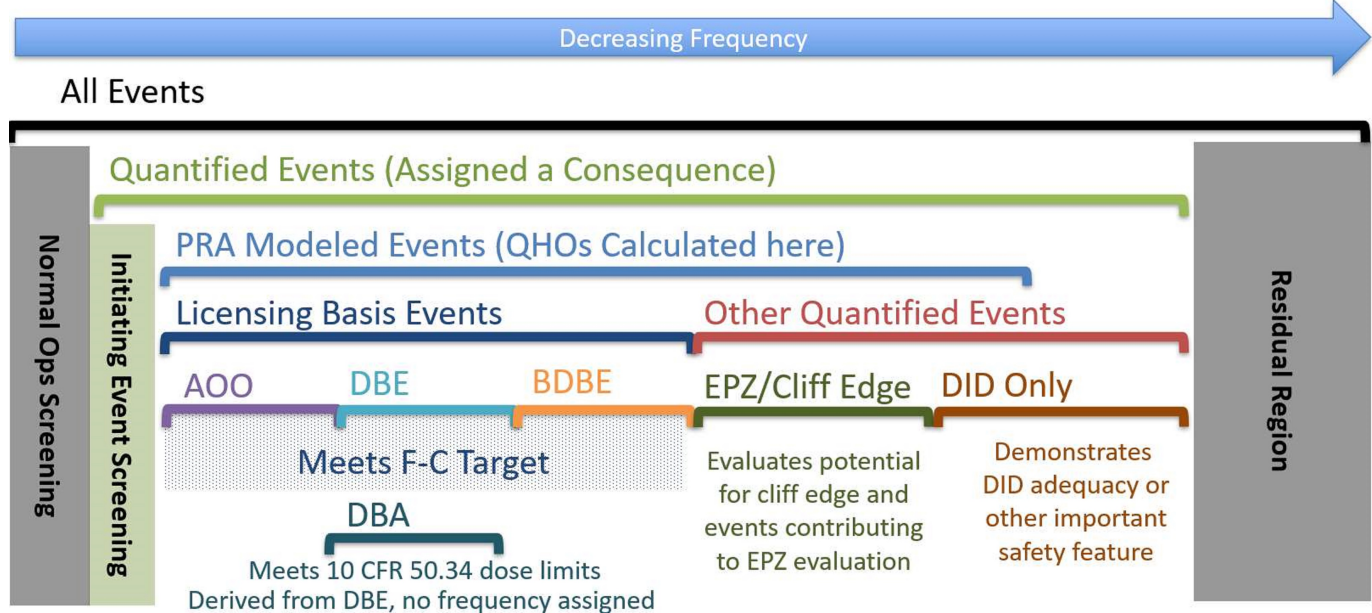 Decreasing Frequency
All Events
Quantified Events (Assigned a Consequence)
PRA Modeled Events (QHOs Calculated here)
Licensing Basis Events
Other Quantified Events
AOO
DBE
BDBE
EPZ/Cliff Edge
DID Only
Meets F-C Target
Evaluates potential
for cliff edge and
events contributing
to EPZ evaluation
Demonstrates
DID adequacy or
other important
safety feature
DBA
Meets 10 CFR 50.34 dose limits
Derived from DBE, no frequency assigned
Normal Ops Screening
Initiating Event Screening
Residual Region